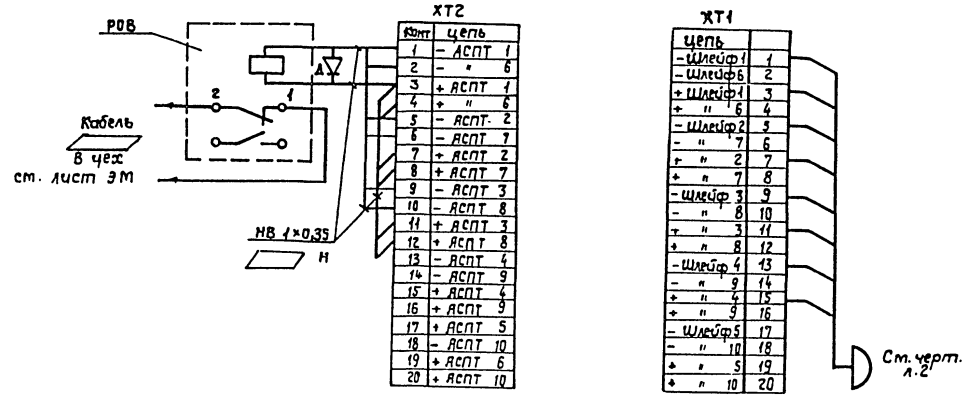 ХТ2
ХТ1
РОВ
2
1
Д
Кабель
В цех
см. лист ЭМ
НВ 1×0,35
Н
Конт цепь
1 - АСПТ 1
2 - " 6
3 + АСПТ 1
4 + " 6
5 - АСПТ 2
6 - АСПТ 7
7 + АСПТ 2
8 + АСПТ 7
9 - АСПТ 3
10 - АСПТ 8
11 + АСПТ 3
12 + АСПТ 8
13 - АСПТ 4
14 - АСПТ 9
15 + АСПТ 4
16 + АСПТ 9
17 + АСПТ 5
18 - АСПТ 10
19 + АСПТ 6
20 + АСПТ 10
цепь
- Шлейф 1 1
- Шлейф 6 2
+ Шлейф 1 3
+ " 6 4
- Шлейф 2 5
- " 7 6
+ " 2 7
+ " 7 8
- Шлейф 3 9
- " 8 10
+ " 3 11
+ " 8 12
- Шлейф 4 13
- " 9 14
+ " 4 15
+ " 9 16
- Шлейф 5 17
- " 10 18
+ " 5 19
+ " 10 20
См. черт.
л.2